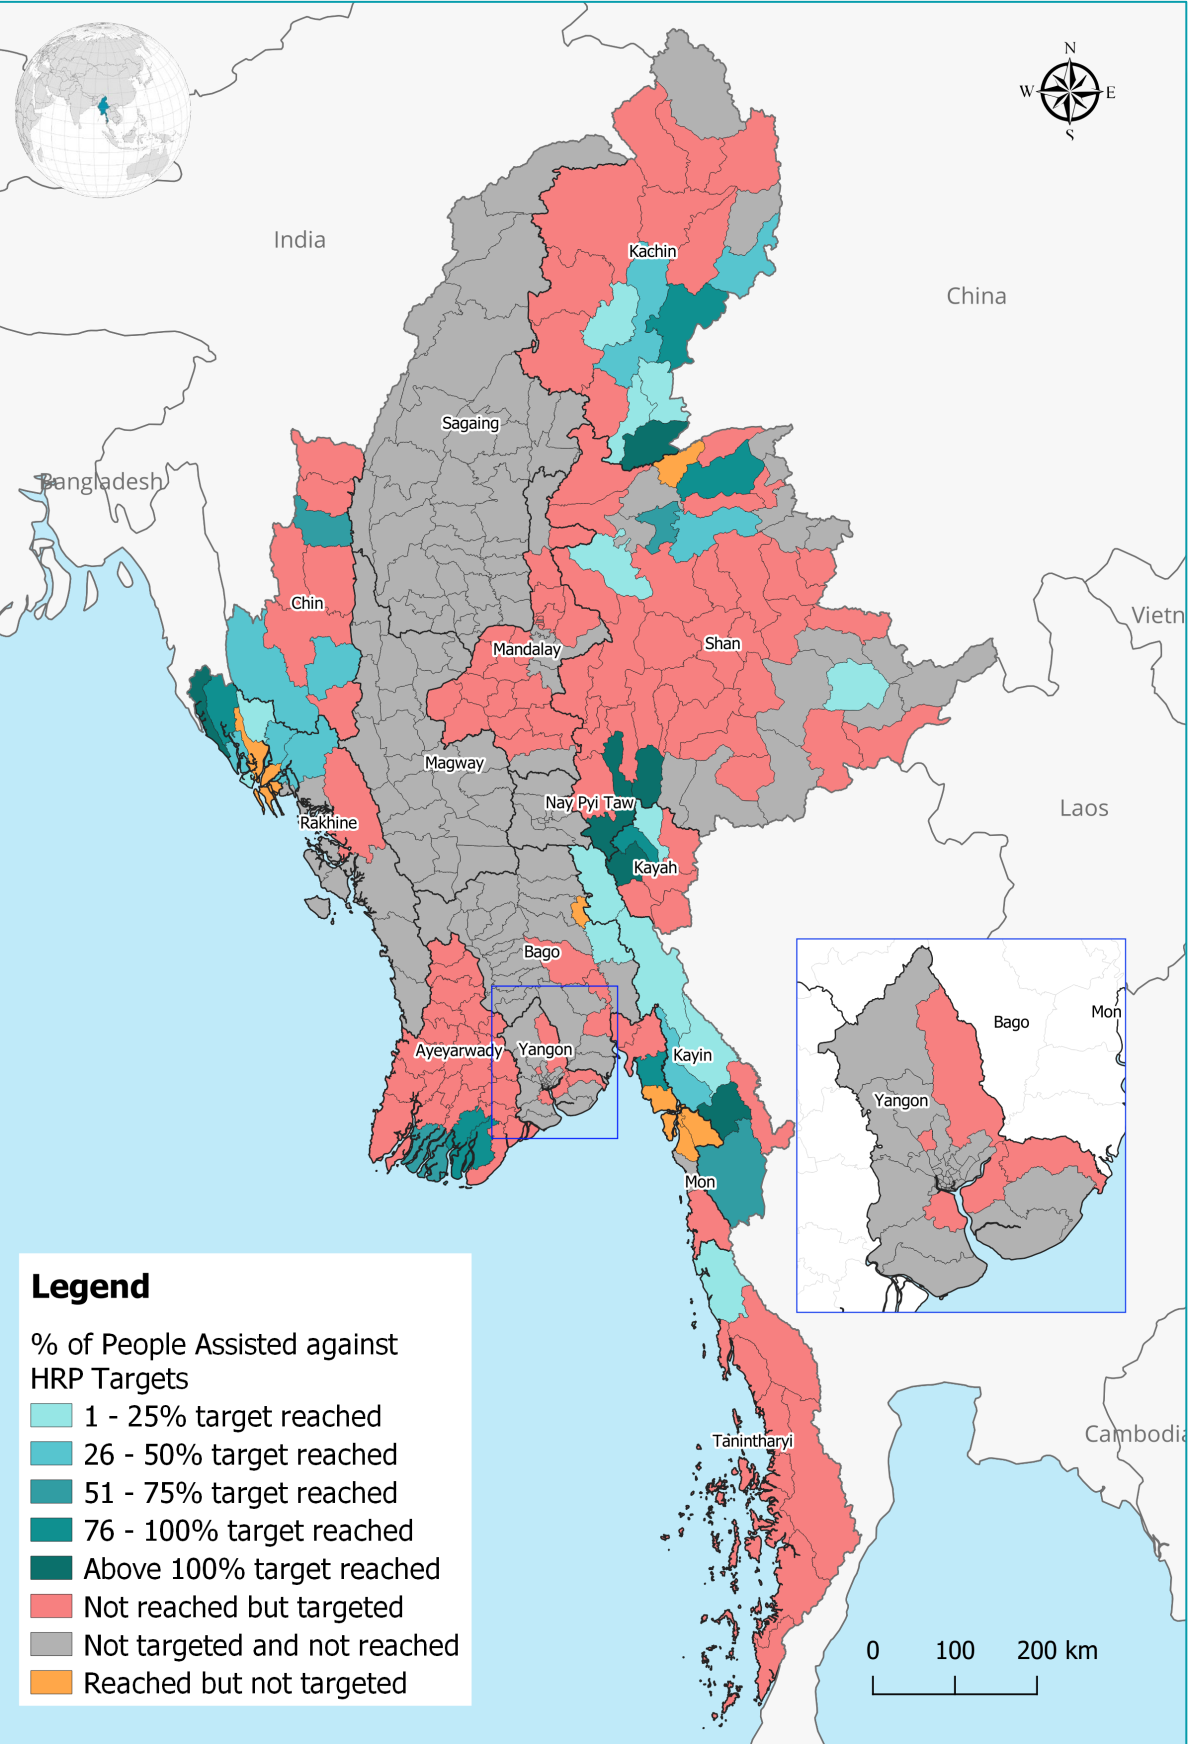 N
W E
S
India
Kachin
China
Sagaing
Bangladesh
Chin
Vietn
Shan
Mandalay
Magway
Nay Pyi Taw
Laos
Rakhine
Kayah
Bago
Ayeyarwady
Yangon
Kayin
Mon
Bago
Mon
Yangon
Tanintharyi
Cambodia
Legend
% of People Assisted against
HRP Targets
1 - 25% target reached
26 - 50% target reached
51 - 75% target reached
76 - 100% target reached
Above 100% target reached
Not reached but targeted
Not targeted and not reached
Reached but not targeted
0 100 200 km